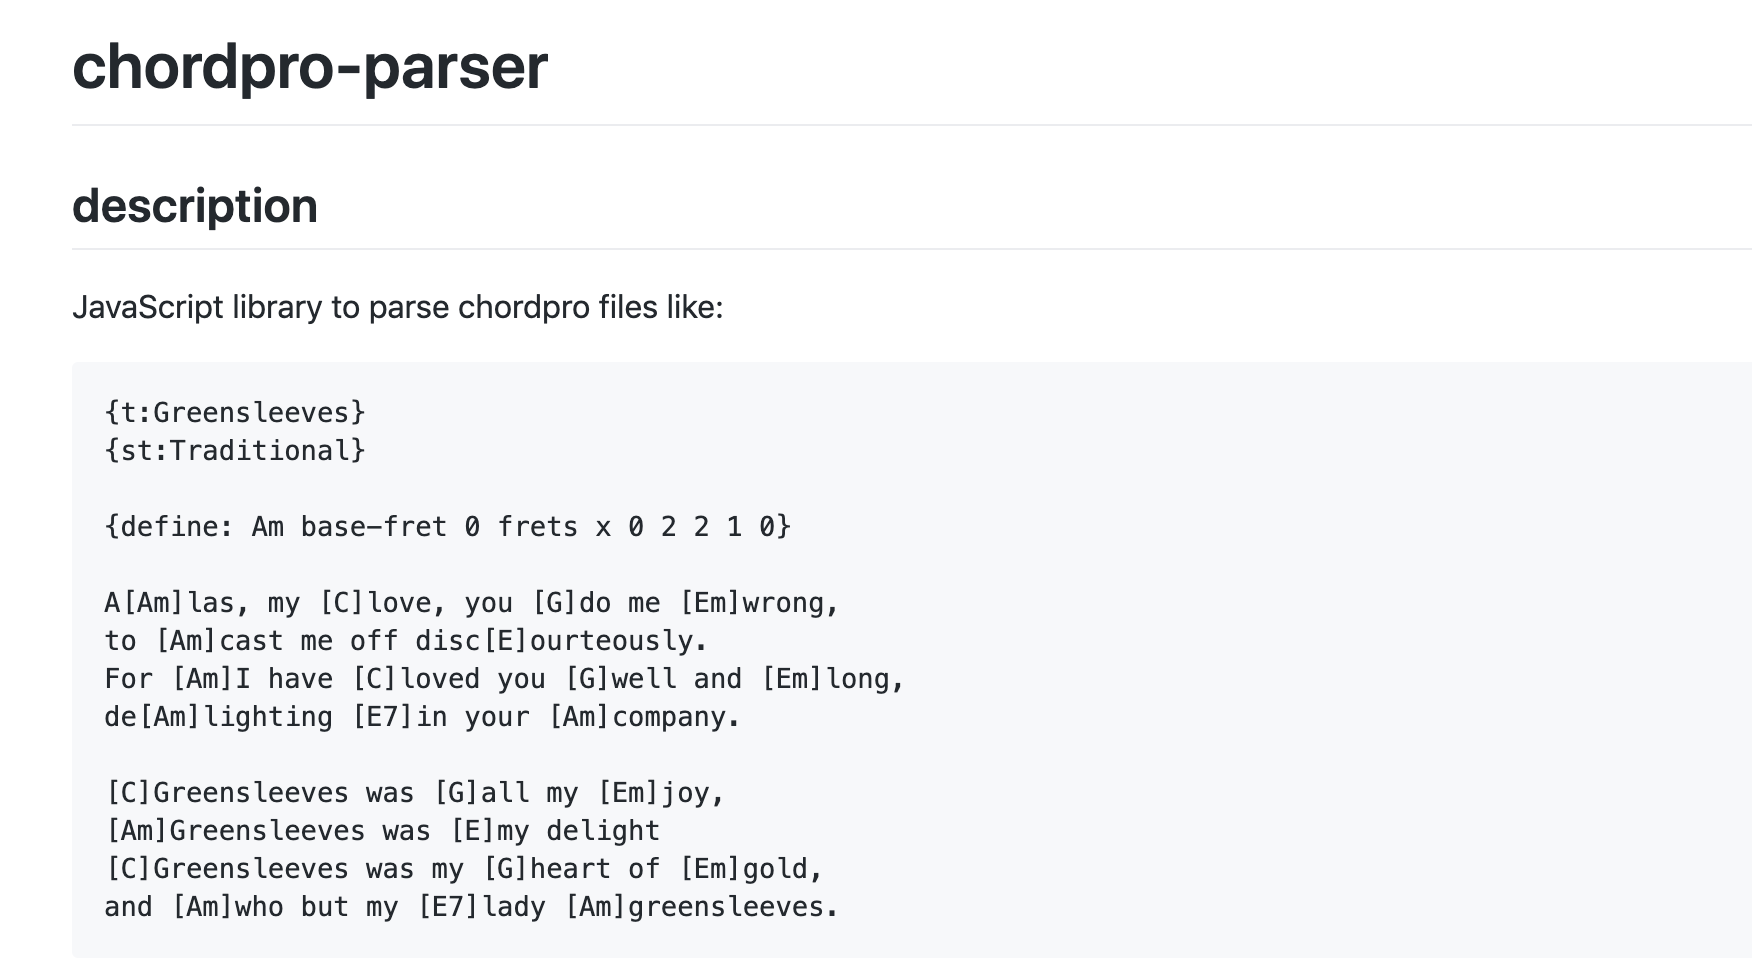 chordpro-parser
description
JavaScript library to parse chordpro files like:
{t:Greensleeves}
{st:Traditional}
{define: Am base-fret 0 frets x 0 2 2 1 0}
A[Am]las, my [C]love, you [G]do me [Em]wrong,
to [Am]cast me off disc[E]ourteously.
For [Am]I have [C]loved you [G]well and [Em]long,
de[Am]lighting [E7]in your [Am]company.
[C]Greensleeves was [G]all my [Em]joy,
[Am]Greensleeves was [E]my delight
[C]Greensleeves was my [G]heart of [Em]gold,
and [Am]who but my [E7]lady [Am]greensleeves.